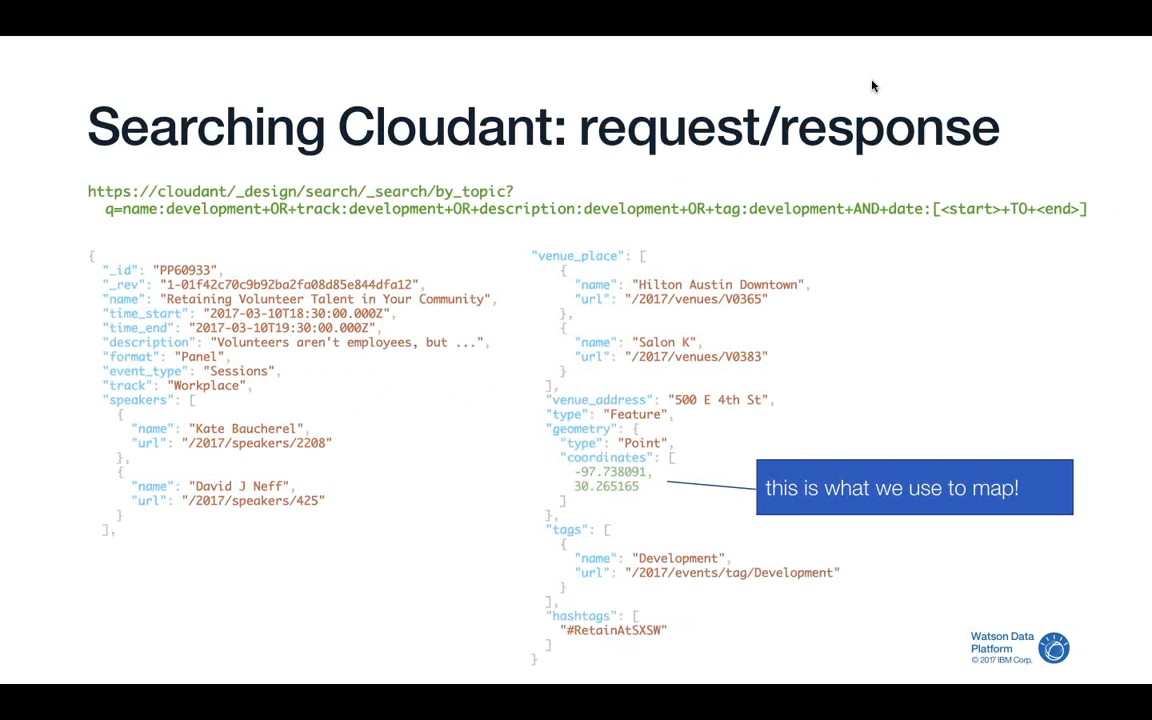 Searching Cloudant: request/response
https://cloudant/_design/search/_search/by_topic?
q=name:development+OR+track:development+OR+description:development+OR+tag:development+AND+date:[<start>+TO+<end>]
{
"_id": "PP60933",
"_rev": "1-01f42c70c9b92ba2fa08d85e844dfa12",
"name": "Retaining Volunteer Talent in Your Community",
"time_start": "2017-03-10T18:30:00.000Z",
"time_end": "2017-03-10T19:30:00.000Z",
"description": "Volunteers aren't employees, but ...",
"format": "Panel",
"event_type": "Sessions",
"track": "Workplace",
"speakers": [
{
"name": "Kate Baucherel",
"url": "/2017/speakers/2208"
},
{
"name": "David J Neff",
"url": "/2017/speakers/425"
}
],
"venue_place": [
{
"name": "Hilton Austin Downtown",
"url": "/2017/venues/V0365"
},
{
"name": "Salon K",
"url": "/2017/venues/V0383"
}
],
"venue_address": "500 E 4th St",
"type": "Feature",
"geometry": {
"type": "Point",
"coordinates": [
-97.738091,
30.265165
]
},
"tags": [
{
"name": "Development",
"url": "/2017/events/tag/Development"
}
],
"hashtags": [
"#RetainAtSXSW"
]
}
this is what we use to map!
Watson Data
Platform
© 2017 IBM Corp.